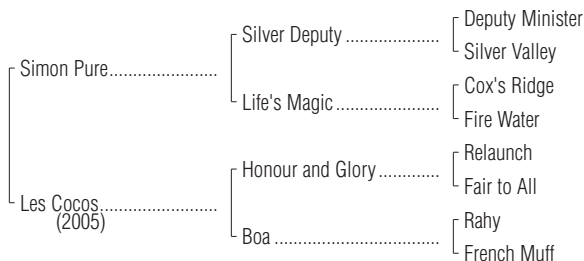 Deputy Minister
Silver Deputy
Silver Valley
Simon Pure
Cox's Ridge
Life's Magic
Fire Water
Relaunch
Honour and Glory
Fair to All
Les Cocos
(2005)
Rahy
Boa
French Muff